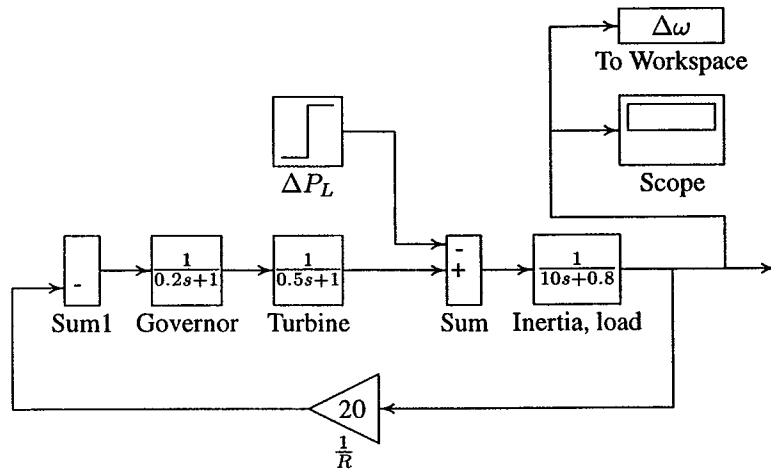 Δω
To Workspace
ΔP_L
Scope
-
-
+
1
0.2s+1
1
0.5s+1
1
10s+0.8
Sum1
Governor
Turbine
Sum
Inertia, load
20
1
R